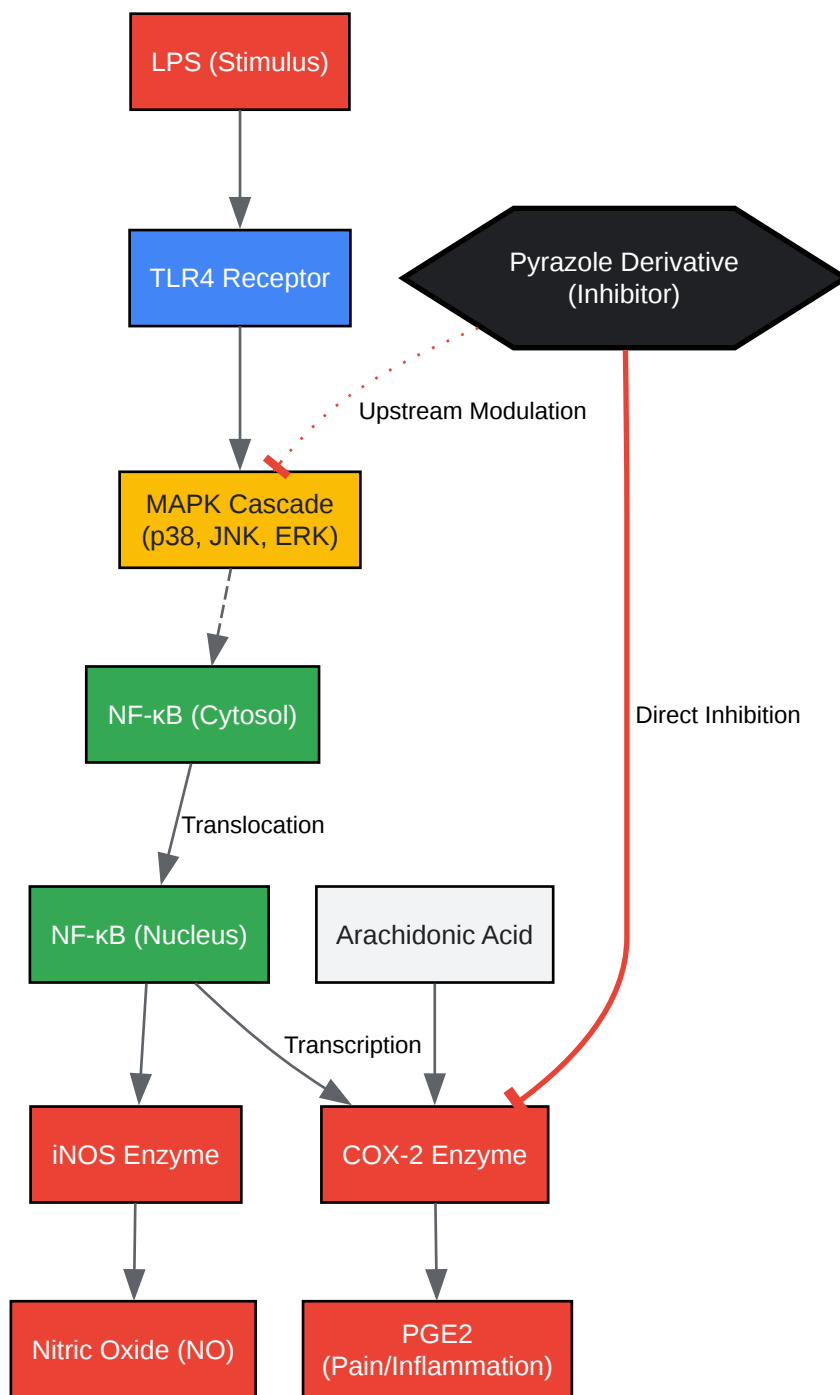 LPS (Stimulus)
TLR4 Receptor
Pyrazole Derivative
(Inhibitor)
Upstream Modulation
MAPK Cascade
(p38, JNK, ERK)
NF-κB (Cytosol)
Direct Inhibition
Translocation
NF-κB (Nucleus)
Arachidonic Acid
Transcription
iNOS Enzyme
COX-2 Enzyme
Nitric Oxide (NO)
PGE2
(Pain/Inflammation)